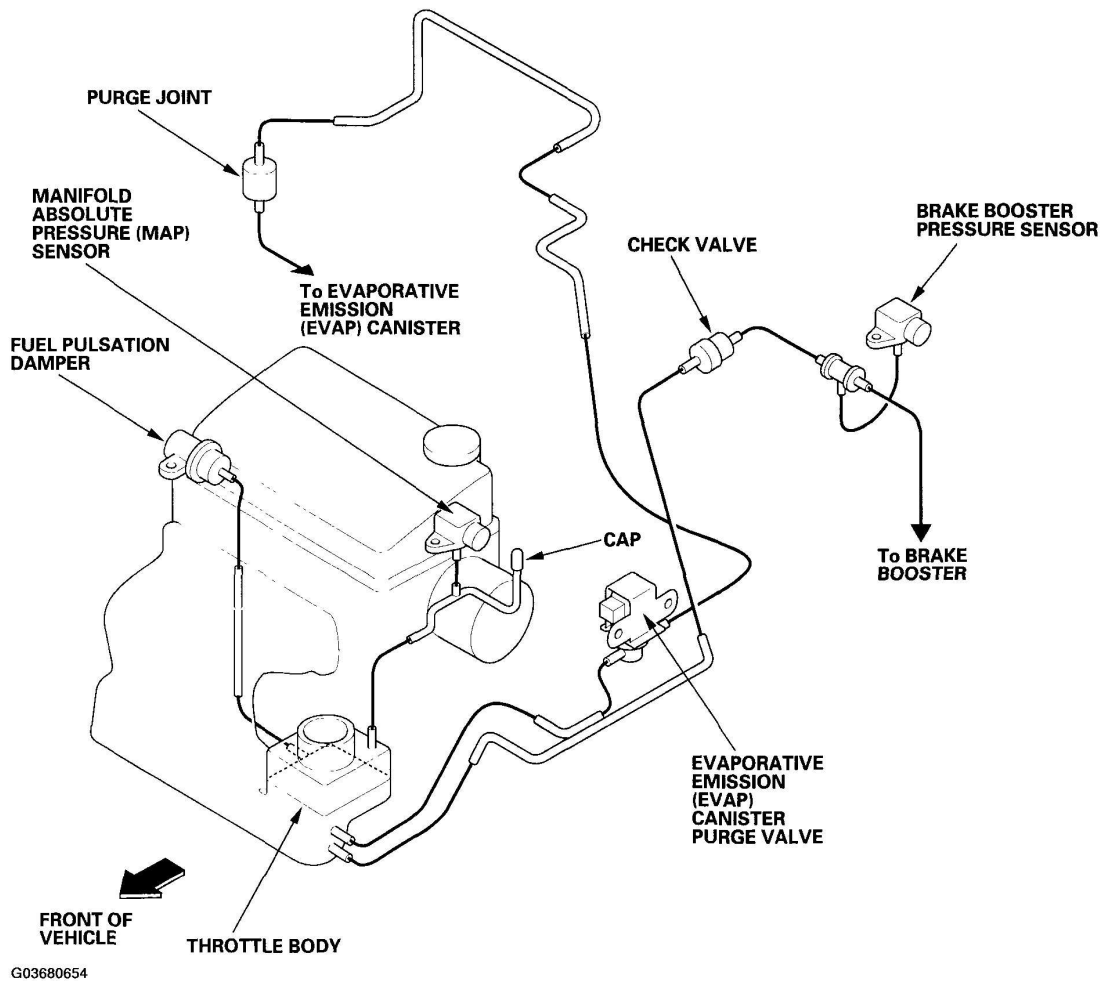 PURGE JOINT
MANIFOLD
ABSOLUTE
PRESSURE (MAP)
SENSOR
To EVAPORATIVE
EMISSION
(EVAP) CANISTER
FUEL PULSATION
DAMPER
CHECK VALVE
BRAKE BOOSTER
PRESSURE SENSOR
CAP
To BRAKE
BOOSTER
EVAPORATIVE
EMISSION
(EVAP)
CANISTER
PURGE VALVE
FRONT OF
VEHICLE
THROTTLE BODY
G03680654